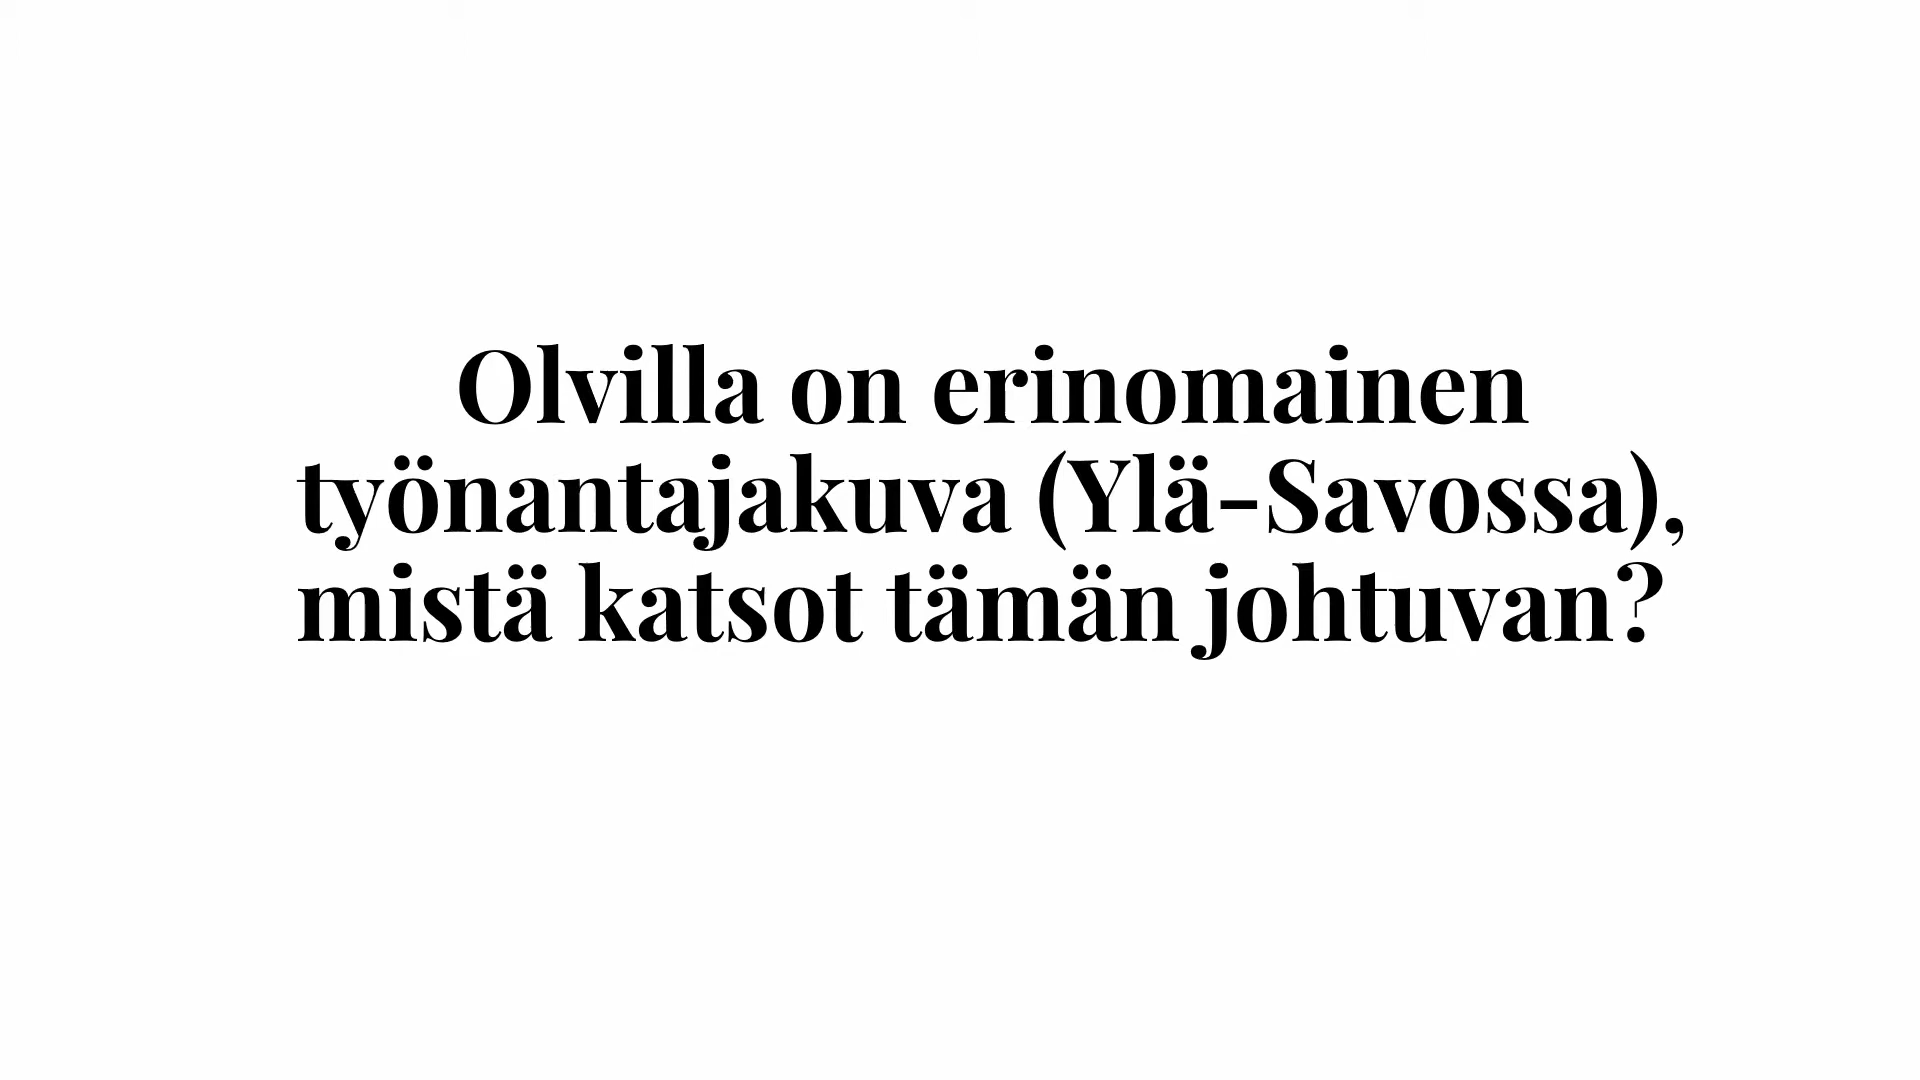 Olvilla on erinomainen
työnantajakuva (Ylä-Savossa),
mistä katsot tämän johtuvan?